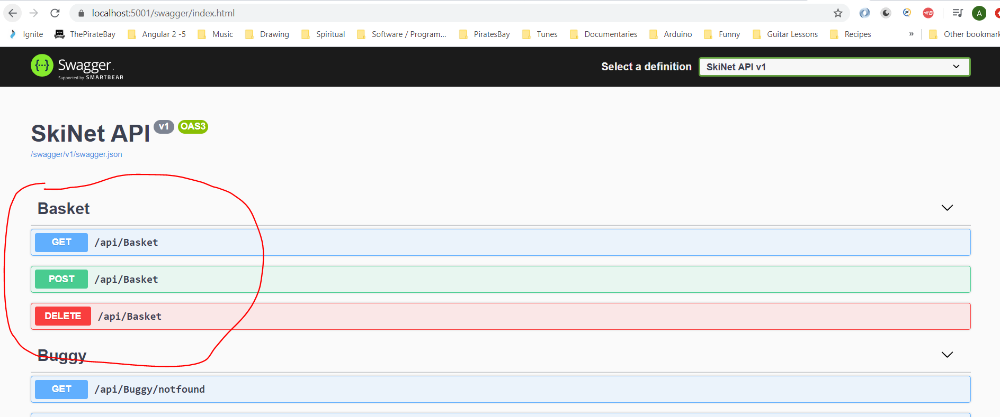 localhost:5001/swagger/index.html
A
Ignite ThePirateBay Angular 2 -5 Music Drawing Spiritual Software / Program... PiratesBay Tunes Documentaries Arduino Funny Guitar Lessons Recipes » Other bookmark
{···} Swagger™
Supported by SMARTBEAR
Select a definition SkiNet API v1
SkiNet API v1 OAS3
/swagger/v1/swagger.json
Basket
GET /api/Basket
POST /api/Basket
DELETE /api/Basket
Buggy
GET /api/Buggy/notfound